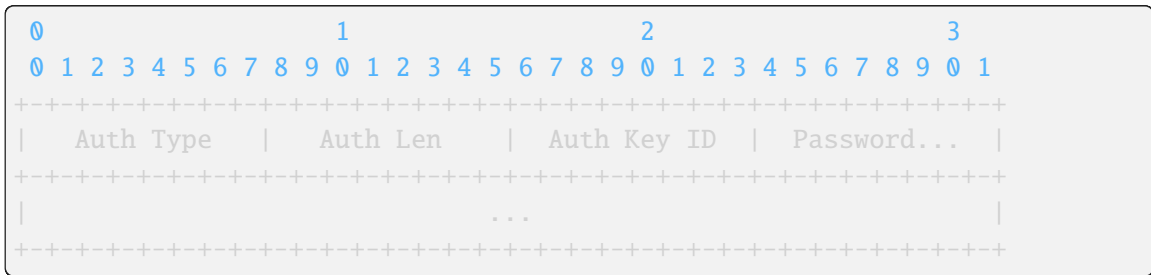 0                   1                   2                   3
 0 1 2 3 4 5 6 7 8 9 0 1 2 3 4 5 6 7 8 9 0 1 2 3 4 5 6 7 8 9 0 1
+-+-+-+-+-+-+-+-+-+-+-+-+-+-+-+-+-+-+-+-+-+-+-+-+-+-+-+-+-+-+-+-+
|   Auth Type   |   Auth Len    |  Auth Key ID  |  Password...  |
+-+-+-+-+-+-+-+-+-+-+-+-+-+-+-+-+-+-+-+-+-+-+-+-+-+-+-+-+-+-+-+-+
|                              ...                              |
+-+-+-+-+-+-+-+-+-+-+-+-+-+-+-+-+-+-+-+-+-+-+-+-+-+-+-+-+-+-+-+-+